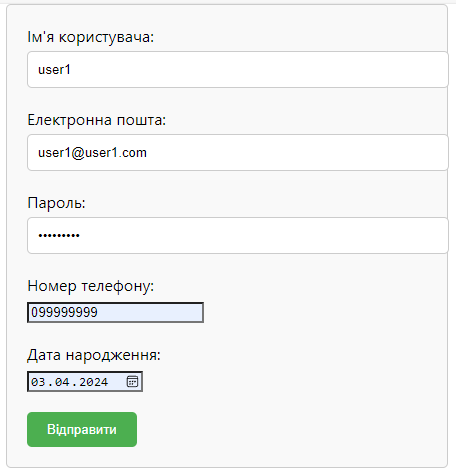 Ім'я користувача:
user1
Електронна пошта:
user1@user1.com
Пароль:
•••••••••
Номер телефону:
099999999
Дата народження:
03.04.2024
Відправити